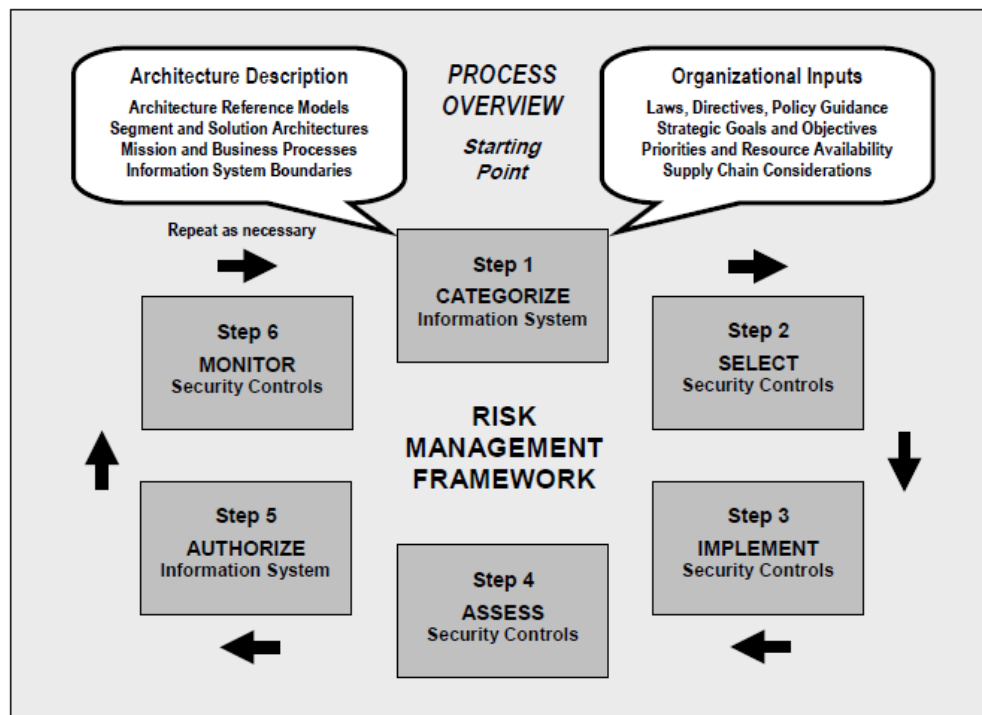 Architecture Description
Architecture Reference Models
Segment and Solution Architectures
Mission and Business Processes
Information System Boundaries
PROCESS
OVERVIEW
Starting
Point
Organizational Inputs
Laws, Directives, Policy Guidance
Strategic Goals and Objectives
Priorities and Resource Availability
Supply Chain Considerations
Repeat as necessary
Step 1
CATEGORIZE
Information System
Step 2
SELECT
Security Controls
Step 3
IMPLEMENT
Security Controls
Step 4
ASSESS
Security Controls
Step 5
AUTHORIZE
Information System
Step 6
MONITOR
Security Controls
RISK
MANAGEMENT
FRAMEWORK